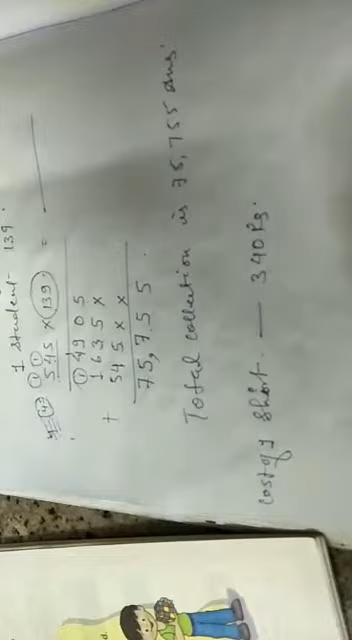 1 student - 139.
545 × 139. =
4905
1635 ×
+ 545 × ×
75,755.
Total collection is 75,755 ans.
cost of shirt. — 340 Rs.
d.